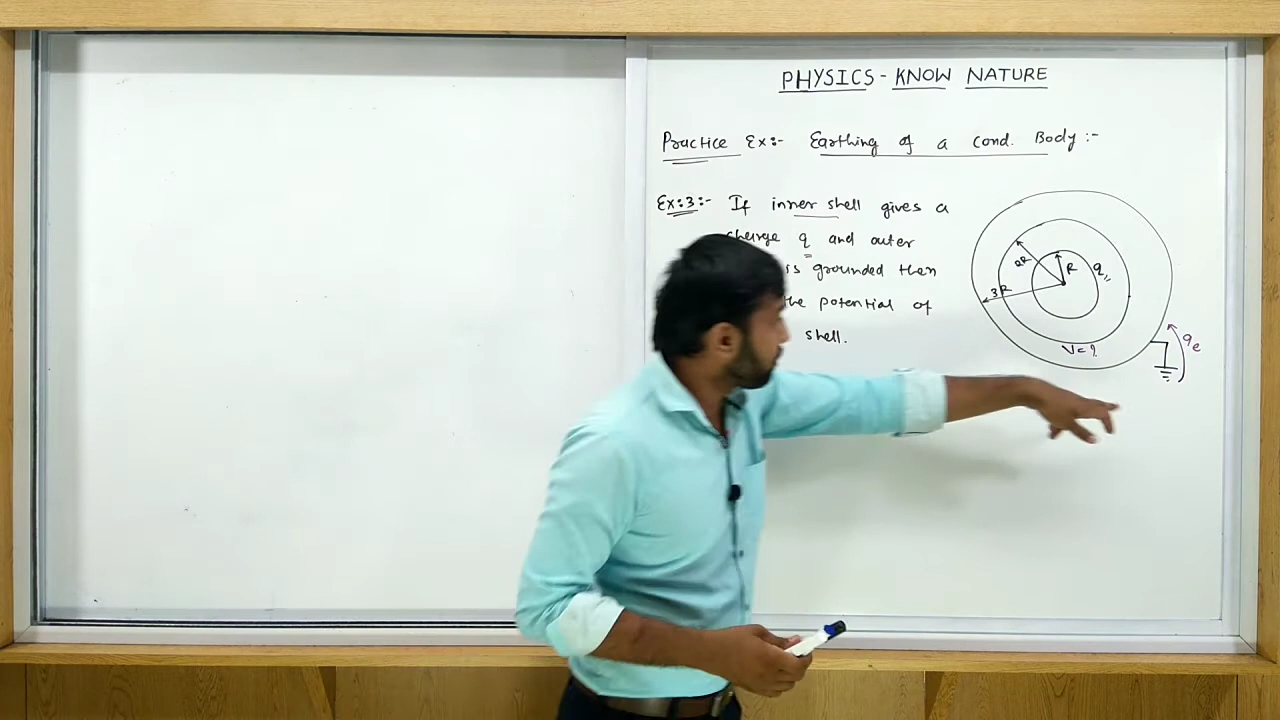 PHYSICS - KNOW NATURE
Practice Ex:- Earthing of a cond. Body :-
Ex:3:- If inner shell gives a
charge q and outer
is grounded then
the potential of
shell.
R
q
2R
3R
V = ?
qe